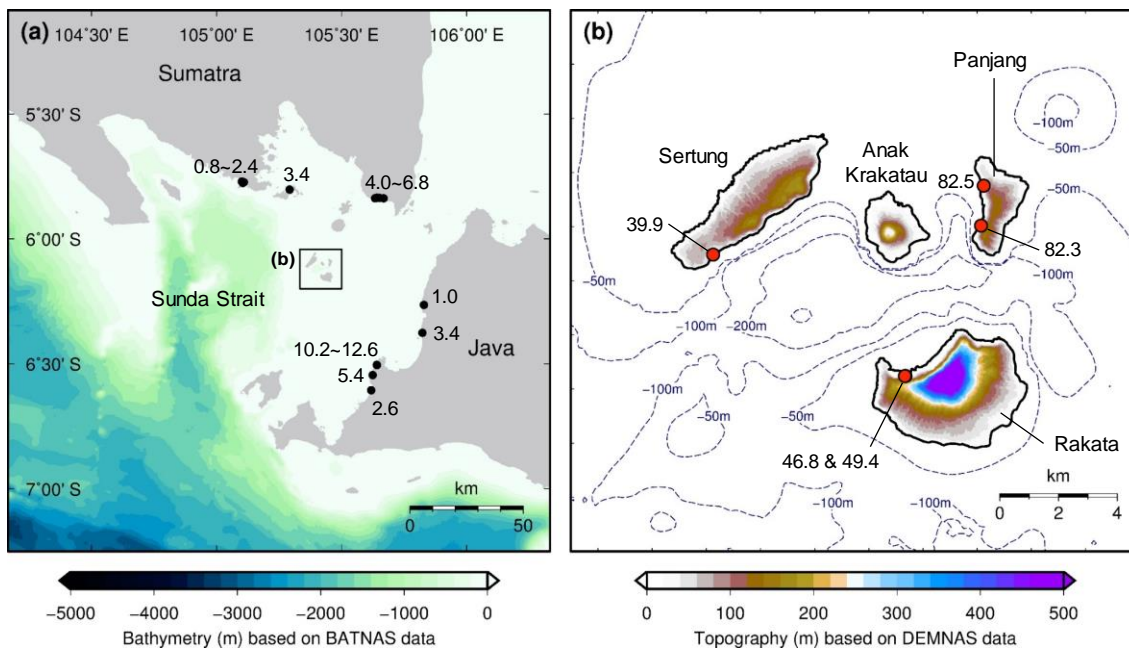 (a)
104°30' E
105°00' E
105°30' E
106°00' E
Sumatra
5°30' S
0.8~2.4
3.4
4.0~6.8
6°00' S
(b)
Sunda Strait
1.0
3.4
Java
10.2~12.6
6°30' S
5.4
2.6
7°00' S
km
0 50
−5000 −4000 −3000 −2000 −1000 0
Bathymetry (m) based on BATNAS data
(b)
Panjang
−100m
−50m
Sertung
Anak
Krakatau
82.5
−50m
39.9
82.3
−50m
−100m
−100m
−200m
−100m
−50m
−50m
Rakata
46.8 & 49.4
km
−100m
−100m
0 2 4
0 100 200 300 400 500
Topography (m) based on DEMNAS data